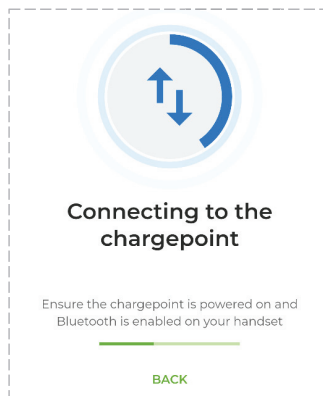 Connecting to the
chargepoint
Ensure the chargepoint is powered on and
Bluetooth is enabled on your handset
BACK